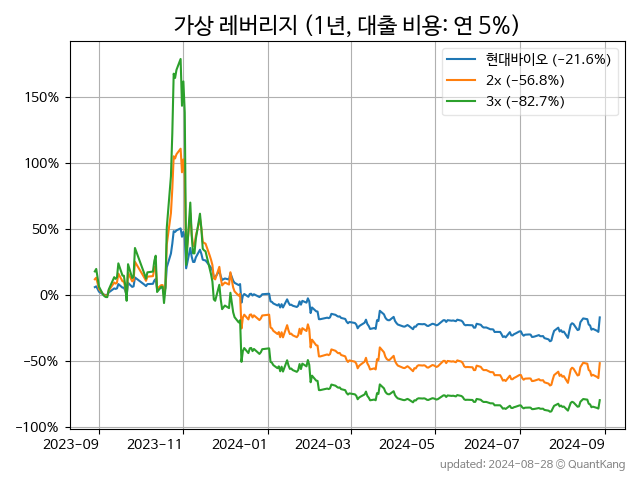 가상 레버리지 (1년, 대출 비용: 연 5%)
현대바이오 (−21.6%)
2x (−56.8%)
3x (−82.7%)
150%
100%
50%
0%
−50%
−100%
2023-09 2023-11 2024-01 2024-03 2024-05 2024-07 2024-09
updated: 2024-08-28 © QuantKang